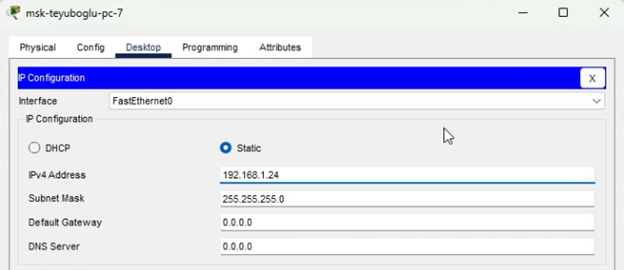 msk-teyuboglu-pc-7
Physical Config Desktop Programming Attributes
IP Configuration X
Interface FastEthernet0
IP Configuration
DHCP Static
IPv4 Address 192.168.1.24
Subnet Mask 255.255.255.0
Default Gateway 0.0.0.0
DNS Server 0.0.0.0